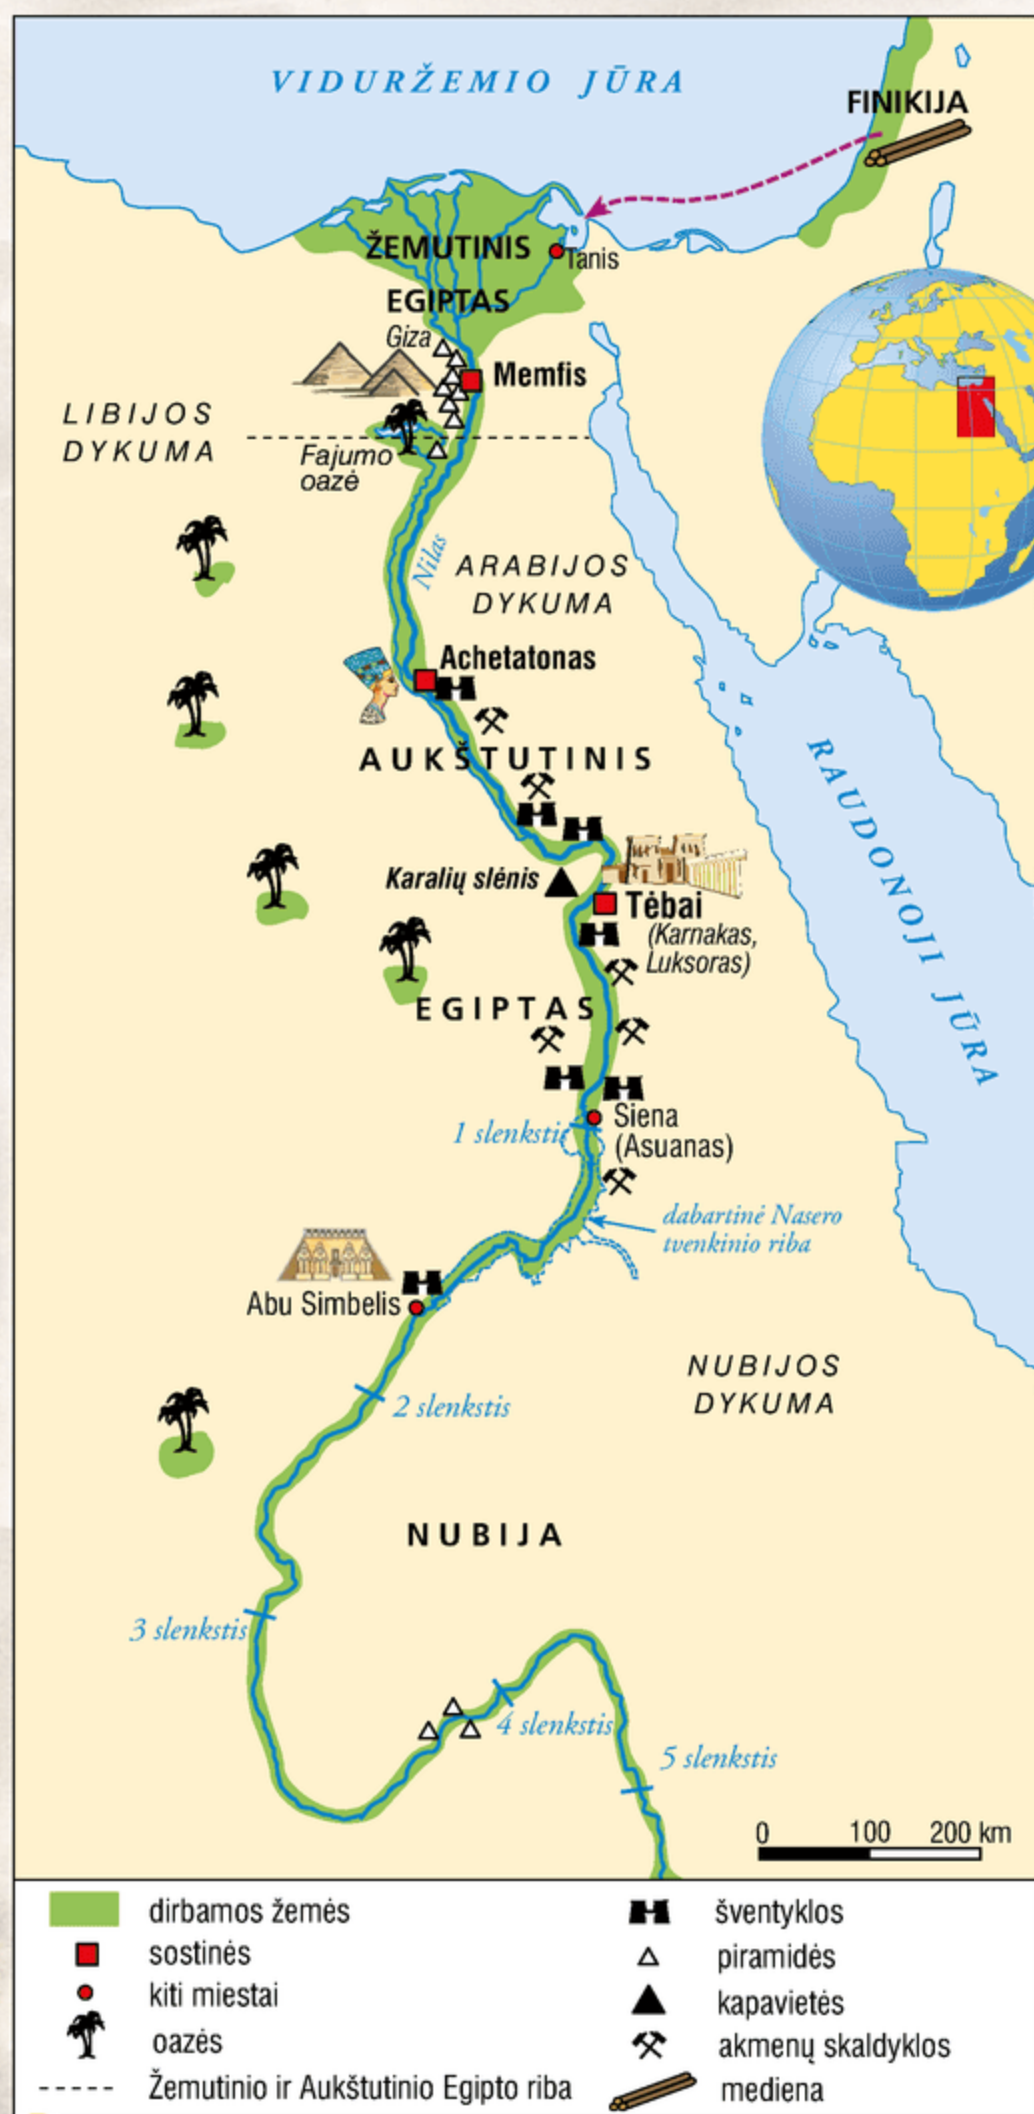 VIDURŽEMIO JŪRA
FINIKIJA
ŽEMUTINIS
EGIPTAS
Tanis
Giza
Memfis
LIBIJOS
DYKUMA
Fajumo
oazė
Nilas
ARABIJOS
DYKUMA
Achetatonas
AUKŠTUTINIS
RAUDONOJI JŪRA
Karalių slėnis
Tėbai
(Karnakas,
Luksoras)
EGIPTAS
Siena
(Asuanas)
1 slenkstis
dabartinė Nasero
tvenkinio riba
Abu Simbelis
NUBIJOS
DYKUMA
2 slenkstis
NUBIJA
3 slenkstis
4 slenkstis
5 slenkstis
0 100 200 km
dirbamos žemės
sostinės
kiti miestai
oazės
Žemutinio ir Aukštutinio Egipto riba
šventyklos
piramidės
kapavietės
akmenų skaldyklos
mediena